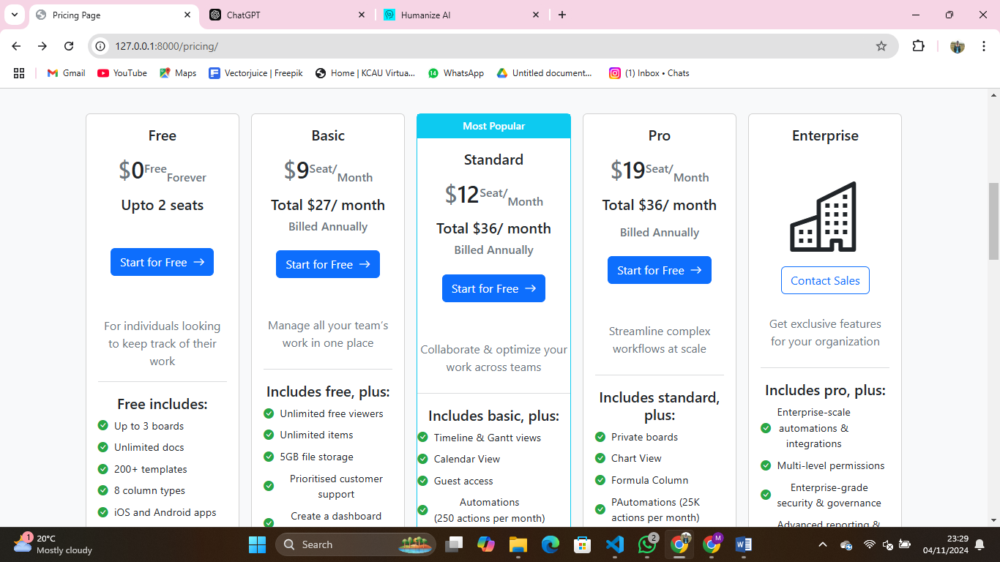 Pricing Page
ChatGPT
Humanize AI
127.0.0.1:8000/pricing/
Gmail
YouTube
Maps
Vectorjuice | Freepik
Home | KCAU Virtua...
WhatsApp
Untitled document...
(1) Inbox • Chats
Free
$0Free/Forever
Upto 2 seats
Start for Free →
For individuals looking
to keep track of their
work
Free includes:
Up to 3 boards
Unlimited docs
200+ templates
8 column types
iOS and Android apps
Basic
$9Seat/Month
Total $27/ month
Billed Annually
Start for Free →
Manage all your team's
work in one place
Includes free, plus:
Unlimited free viewers
Unlimited items
5GB file storage
Prioritised customer
support
Create a dashboard
Most Popular
Standard
$12Seat/Month
Total $36/ month
Billed Annually
Start for Free →
Collaborate & optimize your
work across teams
Includes basic, plus:
Timeline & Gantt views
Calendar View
Guest access
Automations
(250 actions per month)
Pro
$19Seat/Month
Total $36/ month
Billed Annually
Start for Free →
Streamline complex
workflows at scale
Includes standard,
plus:
Private boards
Chart View
Formula Column
PAutomations (25K
actions per month)
Enterprise
Contact Sales
Get exclusive features
for your organization
Includes pro, plus:
Enterprise-scale
automations &
integrations
Multi-level permissions
Enterprise-grade
security & governance
Advanced reporting &
1
20°C
Mostly cloudy
Search
2
M
23:29
04/11/2024